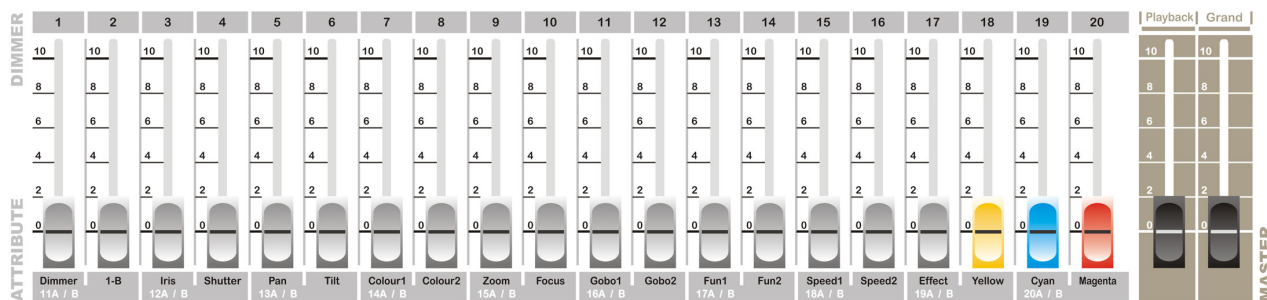 DIMMER
1 2 3 4 5 6 7 8 9 10 11 12 13 14 15 16 17 18 19 20 Playback Grand
10 10 10 10 10 10 10 10 10 10 10 10 10 10 10 10 10 10 10 10 10 10
8 8 8 8 8 8 8 8 8 8 8 8 8 8 8 8 8 8 8 8 8 8
6 6 6 6 6 6 6 6 6 6 6 6 6 6 6 6 6 6 6 6 6 6
4 4 4 4 4 4 4 4 4 4 4 4 4 4 4 4 4 4 4 4 4 4
2 2 2 2 2 2 2 2 2 2 2 2 2 2 2 2 2 2 2 2 2 2
0 0 0 0 0 0 0 0 0 0 0 0 0 0 0 0 0 0 0 0 0 0
ATTRIBUTE
Dimmer 1-B Iris Shutter Pan Tilt Colour1 Colour2 Zoom Focus Gobo1 Gobo2 Fun1 Fun2 Speed1 Speed2 Effect Yellow Cyan Magenta
11A / B 12A / B 13A / B 14A / B 15A / B 16A / B 17A / B 18A / B 19A / B 20A / B
MASTER